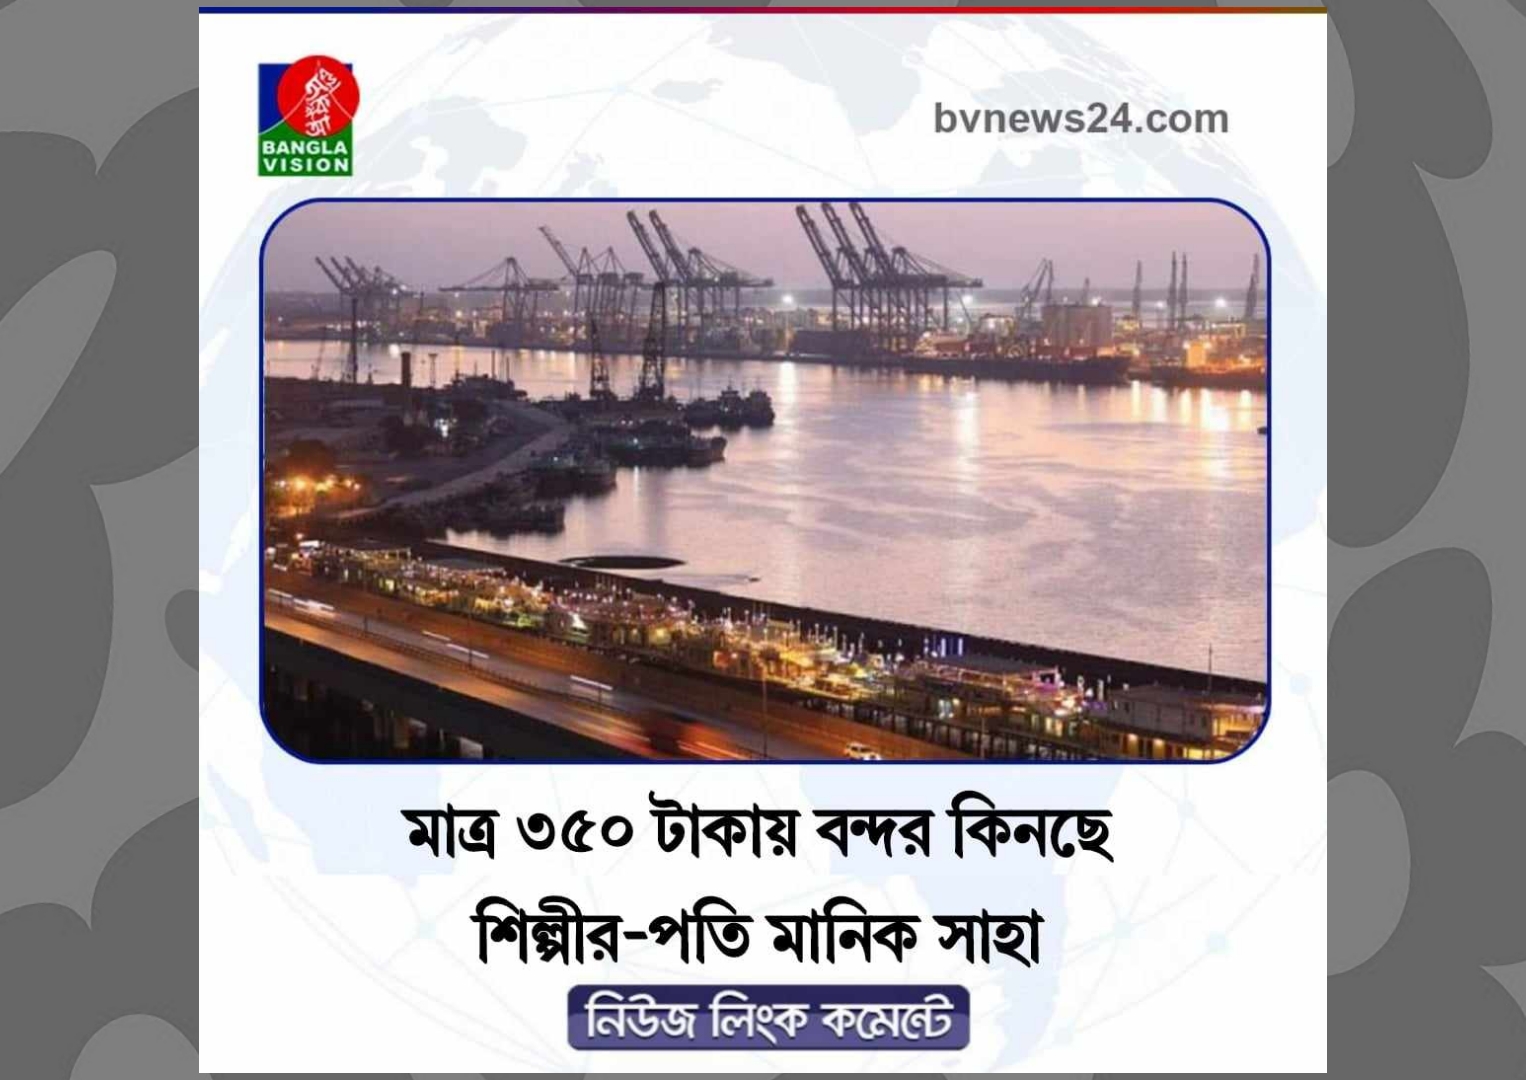 BANGLA
VISION
bvnews24.com
মাত্র ৩৫০ টাকায় বন্দর কিনছে
শিল্পীর-পতি মানিক সাহা
নিউজ লিংক কমেন্টে